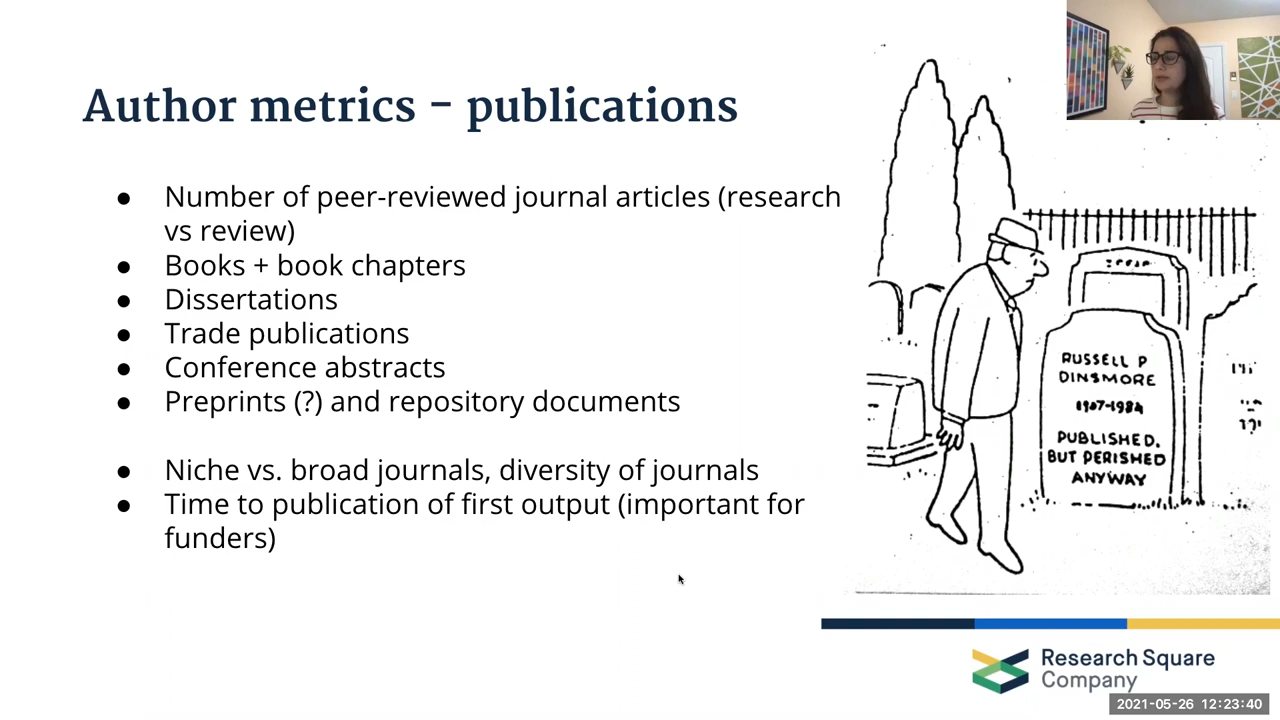 Author metrics – publications
● Number of peer-reviewed journal articles (research
vs review)
● Books + book chapters
● Dissertations
● Trade publications
● Conference abstracts
● Preprints (?) and repository documents
● Niche vs. broad journals, diversity of journals
● Time to publication of first output (important for
funders)
RUSSELL P
DINSMORE
1907-1984
PUBLISHED.
BUT PERISHED
ANYWAY
Research Square
Company
2021-05-26 12:23:40